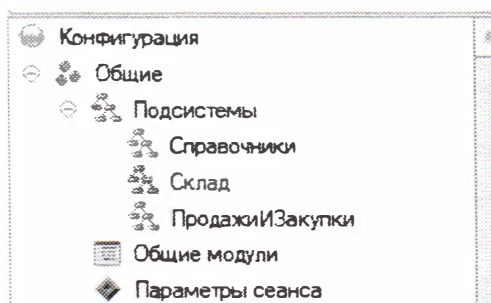 Конфигурация
Общие
Подсистемы
Справочники
Склад
ПродажиИЗакупки
Общие модули
Параметры сеанса